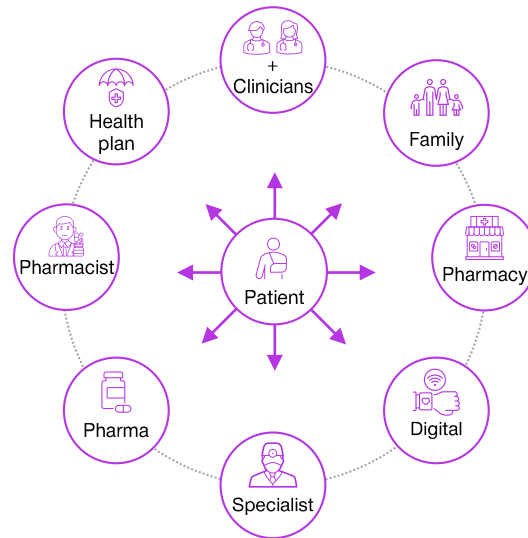 +
Clinicians
Health
plan
Family
Pharmacist
Patient
Pharmacy
Pharma
Digital
Specialist